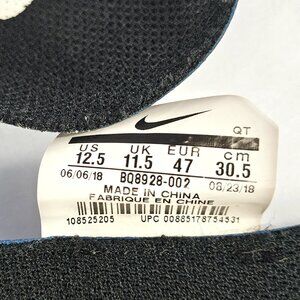 QT
US UK EUR cm
12.5 11.5 47 30.5
06/06/18 BQ8928-002 08/23/18
MADE IN CHINA
FABRIQUE EN CHINE
108525205 UPC 00885178754531